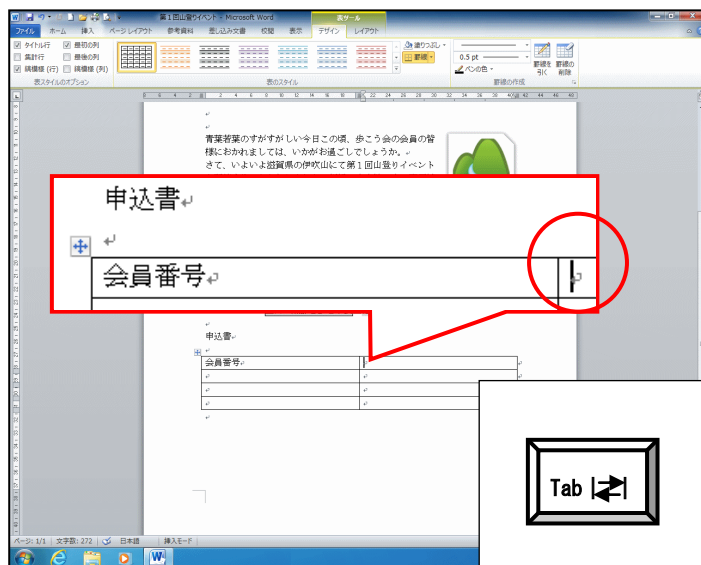 第1回山登りイベント - Microsoft Word
表ツール
ファイル ホーム 挿入 ページ レイアウト 参考資料 差し込み文書 校閲 表示 デザイン レイアウト
タイトル行 最初の列
集計行 最後の列
縞模様 (行) 縞模様 (列)
表スタイルのオプション
表のスタイル
塗りつぶし
罫線
0.5 pt
ペンの色
罫線を引く
罫線の削除
罫線の作成
青葉若葉のすがすがしい今日この頃、歩こう会の会員の皆
様におかれましては、いかがお過ごしでしょうか。
さて、いよいよ滋賀県の伊吹山にて第1回山登りイベント
申込書
会員番号
申込書
会員番号
Tab
ページ: 1/1 文字数: 272 日本語 挿入モード